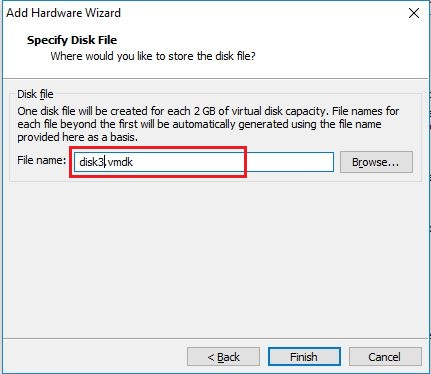 Add Hardware Wizard
Specify Disk File
Where would you like to store the disk file?
Disk file
One disk file will be created for each 2 GB of virtual disk capacity. File names for
each file beyond the first will be automatically generated using the file name
provided here as a basis.
File name: disk3.vmdk Browse...
< Back Finish Cancel